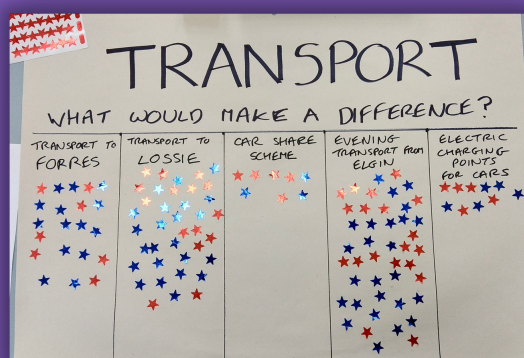 TRANSPORT
WHAT WOULD MAKE A DIFFERENCE?
TRANSPORT TO
FORRES
TRANSPORT TO
LOSSIE
CAR SHARE
SCHEME
EVENING
TRANSPORT FROM
ELGIN
ELECTRIC
CHARGING
POINTS
FOR CARS